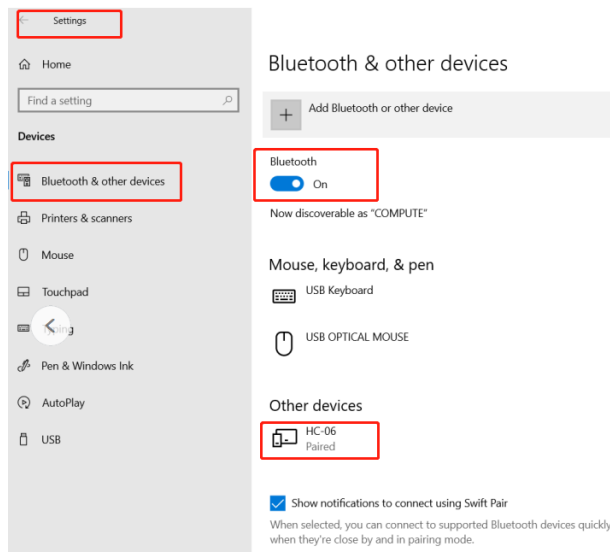 Settings
Home
Find a setting
Devices
Bluetooth & other devices
Printers & scanners
Mouse
Touchpad
Typing
Pen & Windows Ink
AutoPlay
USB
Bluetooth & other devices
Add Bluetooth or other device
Bluetooth
On
Now discoverable as "COMPUTE"
Mouse, keyboard, & pen
USB Keyboard
USB OPTICAL MOUSE
Other devices
HC-06
Paired
Show notifications to connect using Swift Pair
When selected, you can connect to supported Bluetooth devices quickly
when they're close by and in pairing mode.